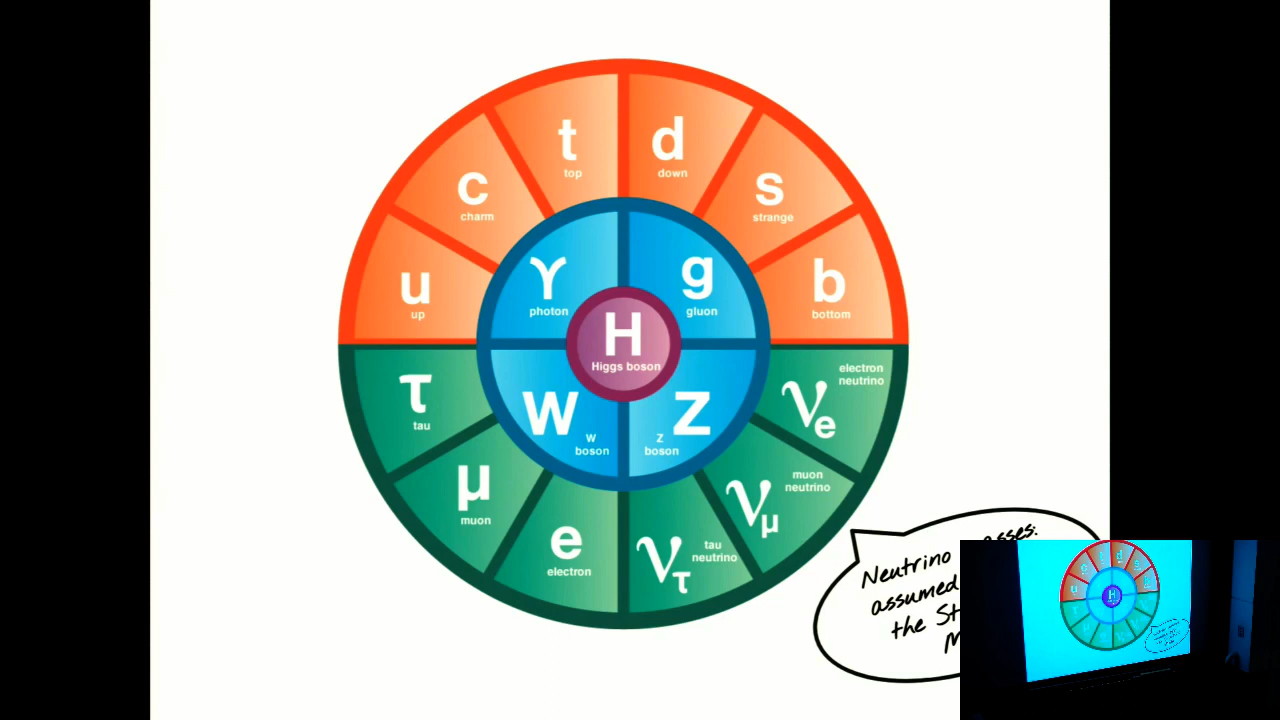 t
top
d
down
c
charm
s
strange
u
up
b
bottom
γ
photon
g
gluon
H
Higgs boson
W
W
boson
Z
Z
boson
τ
tau
μ
muon
e
electron
ντ
tau
neutrino
νμ
muon
neutrino
νe
electron
neutrino
Neutrino
assumed
the